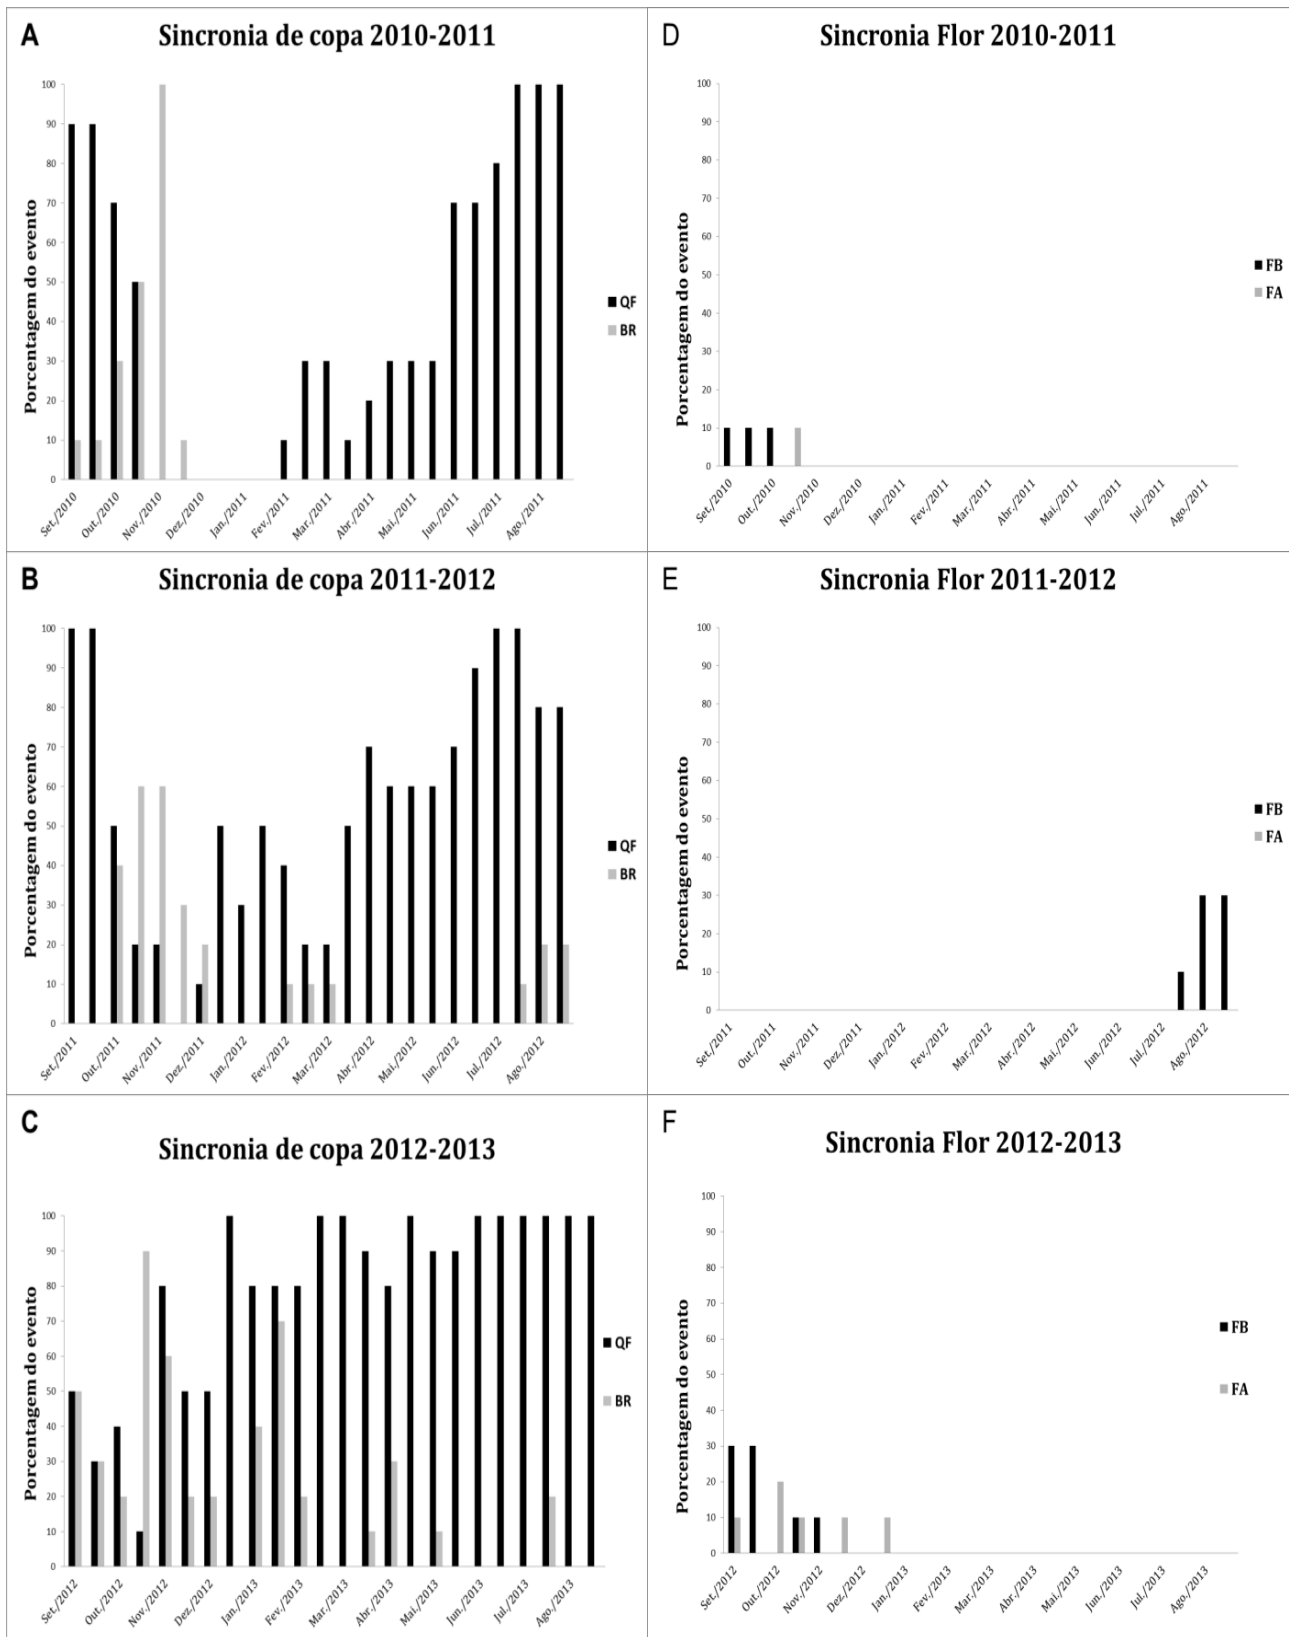 A
Sincronia de copa 2010-2011
Porcentagem do evento
100
90
80
70
60
50
40
30
20
10
0
Set./2010
Out./2010
Nov./2010
Dez./2010
Jan./2011
Fev./2011
Mar./2011
Abr./2011
Mai./2011
Jun./2011
Jul./2011
Ago./2011
QF
BR
D
Sincronia Flor 2010-2011
Porcentagem do evento
100
90
80
70
60
50
40
30
20
10
0
Set./2010
Out./2010
Nov./2010
Dez./2010
Jan./2011
Fev./2011
Mar./2011
Abr./2011
Mai./2011
Jun./2011
Jul./2011
Ago./2011
FB
FA
B
Sincronia de copa 2011-2012
Porcentagem do evento
100
90
80
70
60
50
40
30
20
10
0
Set./2011
Out./2011
Nov./2011
Dez./2011
Jan./2012
Fev./2012
Mar./2012
Abr./2012
Mai./2012
Jun./2012
Jul./2012
Ago./2012
QF
BR
E
Sincronia Flor 2011-2012
Porcentagem do evento
100
90
80
70
60
50
40
30
20
10
0
Set./2011
Out./2011
Nov./2011
Dez./2011
Jan./2012
Fev./2012
Mar./2012
Abr./2012
Mai./2012
Jun./2012
Jul./2012
Ago./2012
FB
FA
C
Sincronia de copa 2012-2013
Porcentagem do evento
100
90
80
70
60
50
40
30
20
10
0
Set./2012
Out./2012
Nov./2012
Dez./2012
Jan./2013
Fev./2013
Mar./2013
Abr./2013
Mai./2013
Jun./2013
Jul./2013
Ago./2013
QF
BR
F
Sincronia Flor 2012-2013
Porcentagem do evento
100
90
80
70
60
50
40
30
20
10
0
Set./2012
Out./2012
Nov./2012
Dez./2012
Jan./2013
Fev./2013
Mar./2013
Abr./2013
Mai./2013
Jun./2013
Jul./2013
Ago./2013
FB
FA